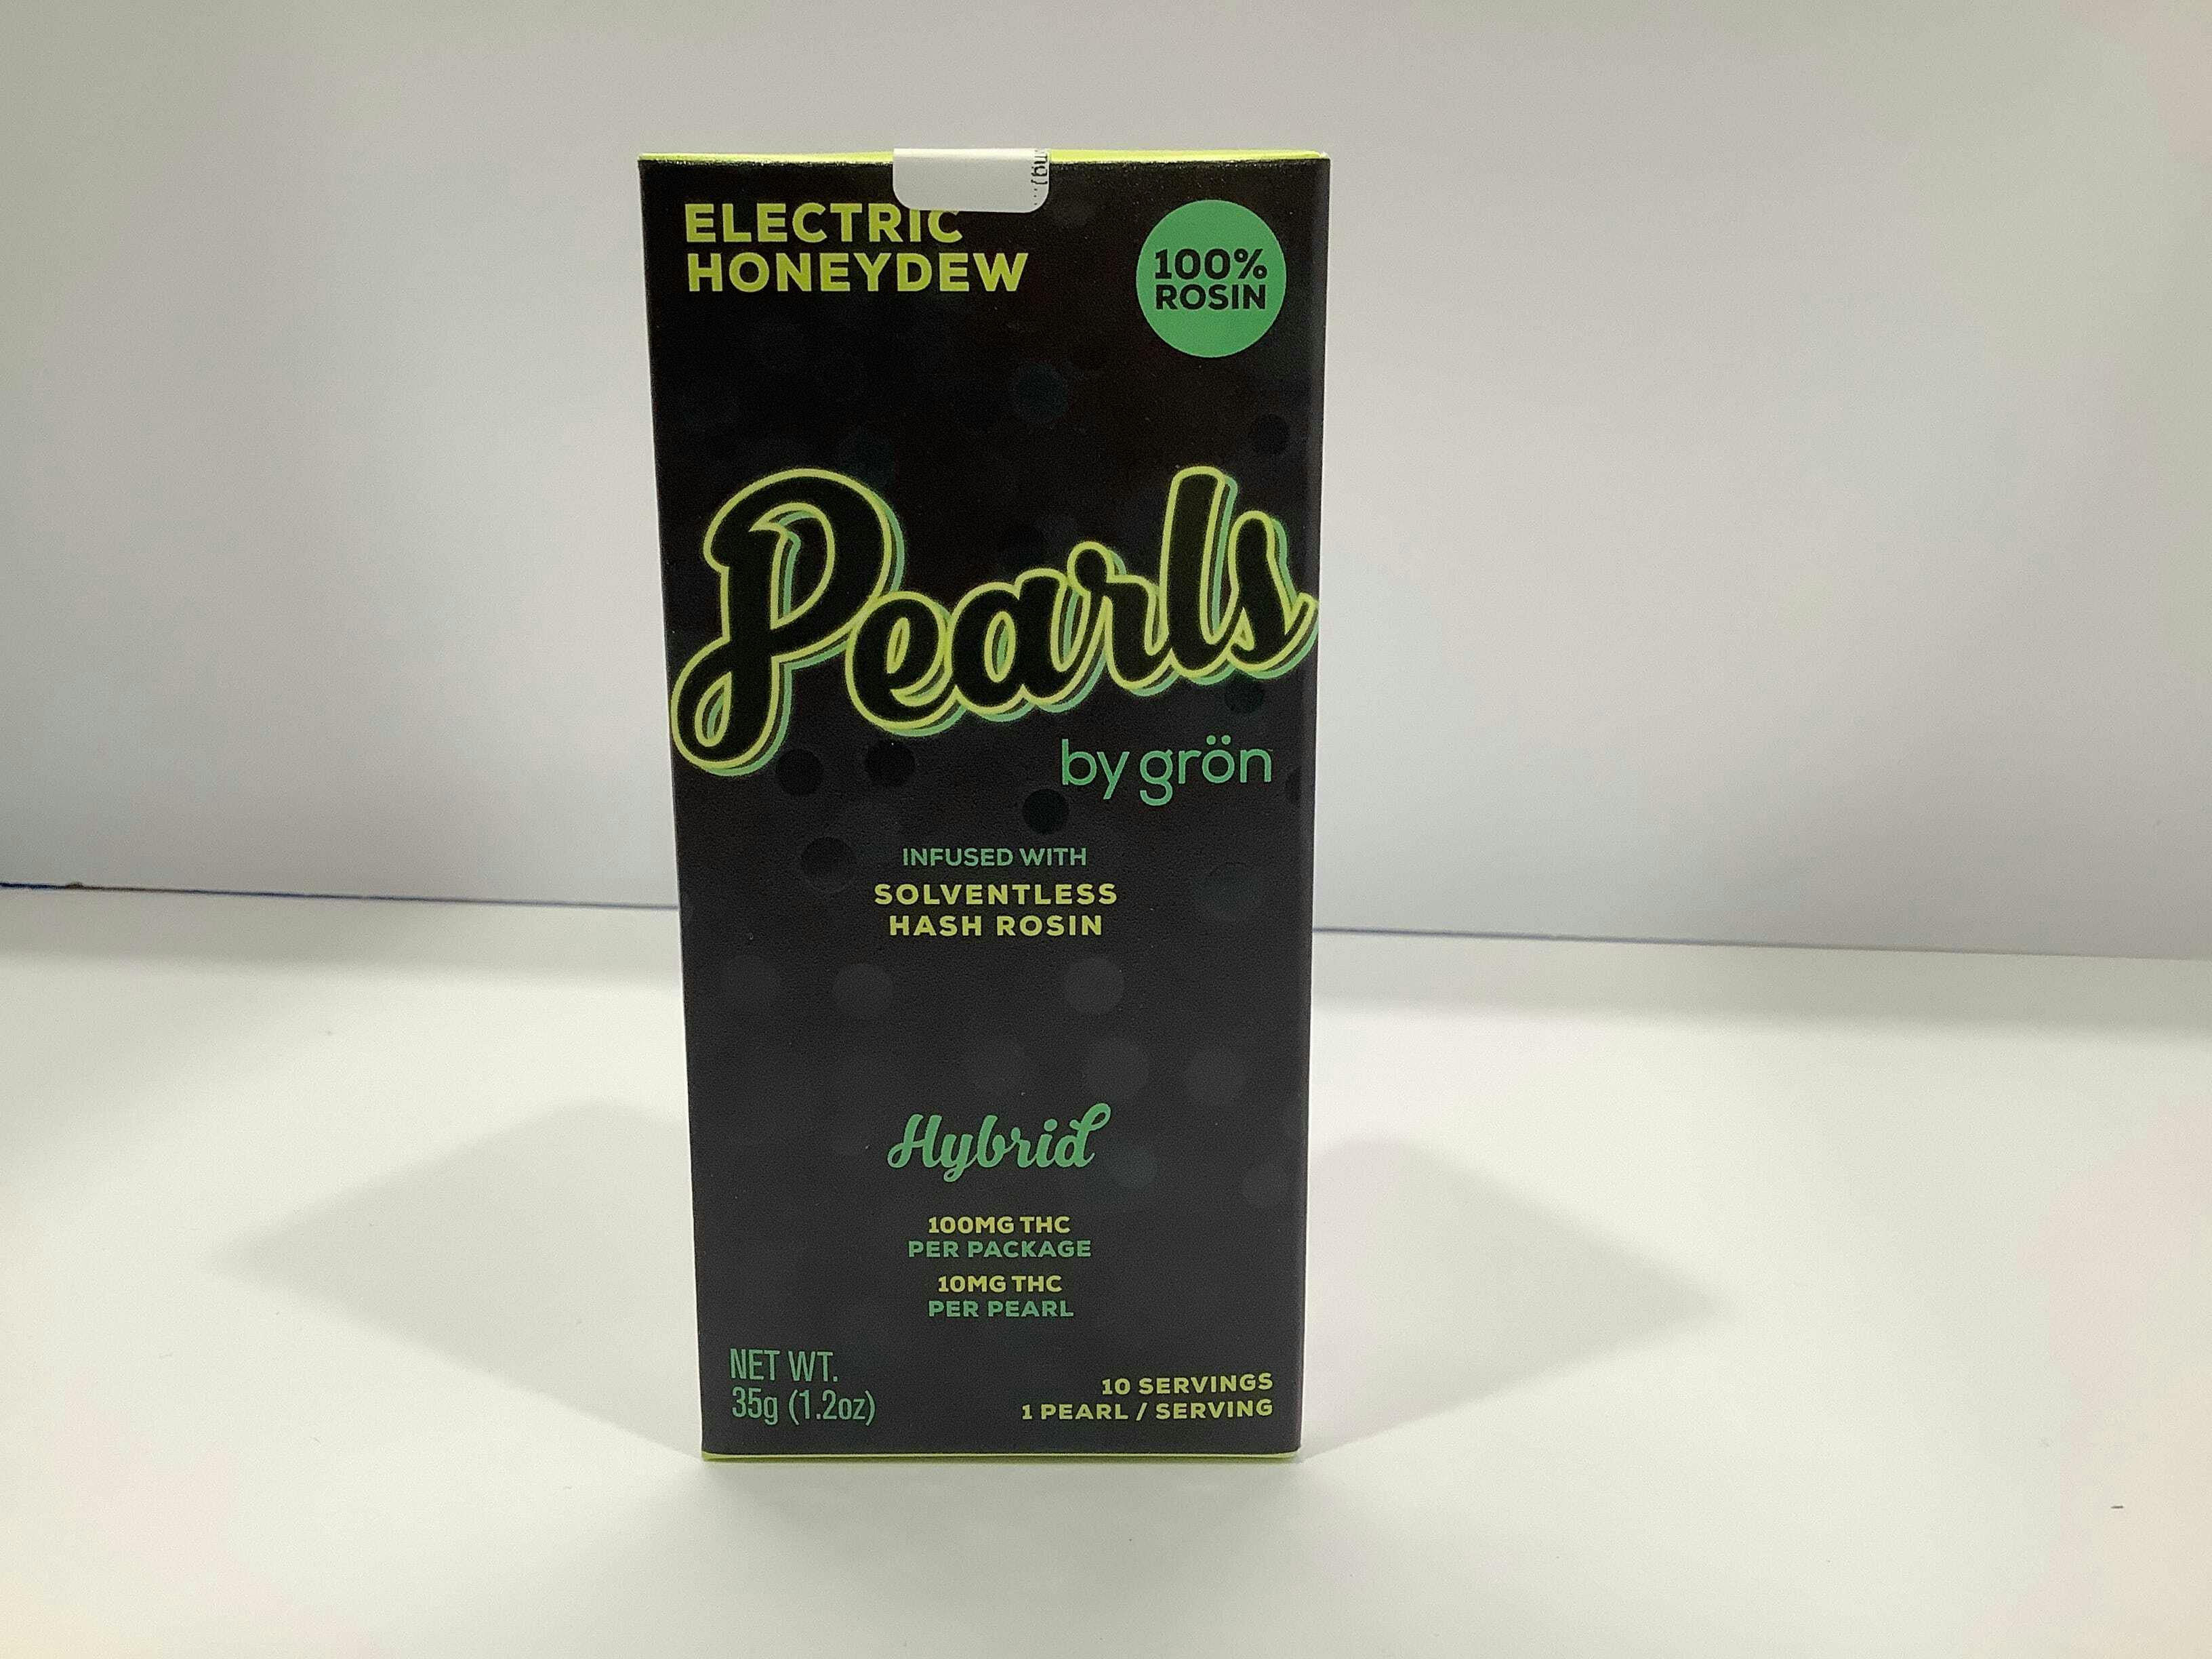 ELECTRIC
HONEYDEW
100%
ROSIN
Pearls
by grön
INFUSED WITH
SOLVENTLESS
HASH ROSIN
Hybrid
100MG THC
PER PACKAGE
10MG THC
PER PEARL
NET WT.
35g (1.2oz)
10 SERVINGS
1 PEARL / SERVING